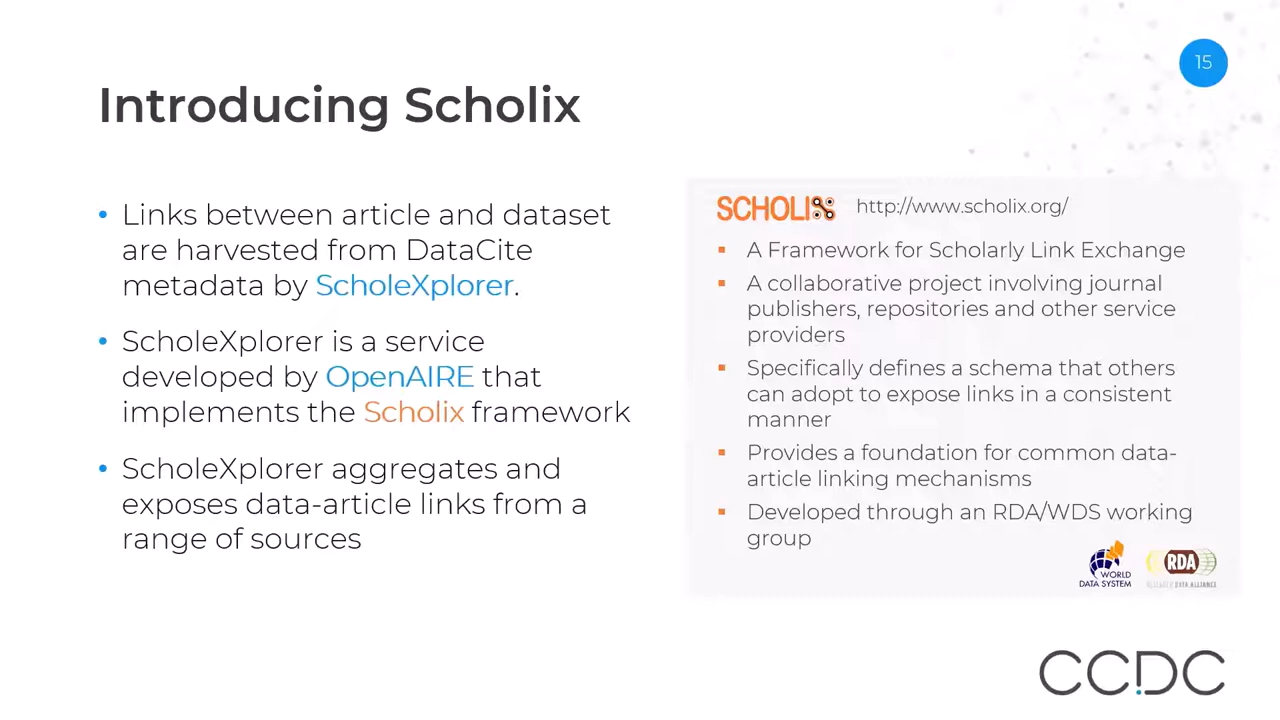 15
Introducing Scholix
• Links between article and dataset
are harvested from DataCite
metadata by ScholeXplorer.
• ScholeXplorer is a service
developed by OpenAIRE that
implements the Scholix framework
• ScholeXplorer aggregates and
exposes data-article links from a
range of sources
SCHOLIX http://www.scholix.org/
▪ A Framework for Scholarly Link Exchange
▪ A collaborative project involving journal
publishers, repositories and other service
providers
▪ Specifically defines a schema that others
can adopt to expose links in a consistent
manner
▪ Provides a foundation for common data-
article linking mechanisms
▪ Developed through an RDA/WDS working
group
WORLD
DATA SYSTEM
RDA
RESEARCH DATA ALLIANCE
CCDC